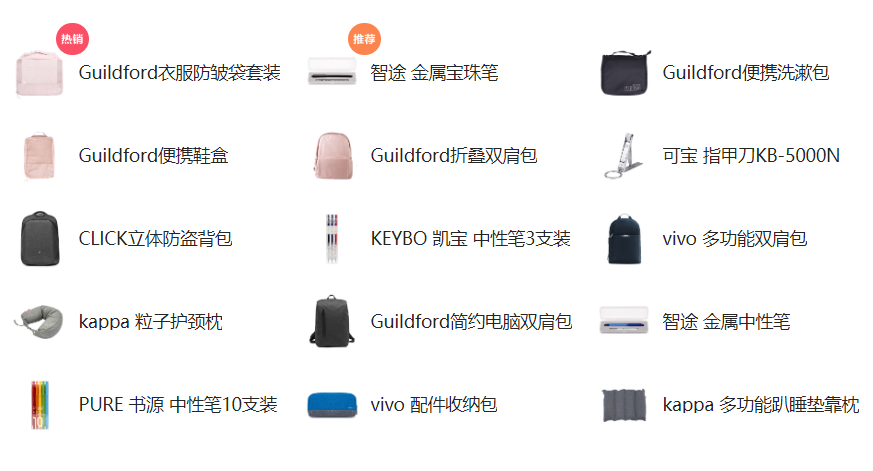 热销
推荐
Guildford衣服防皱袋套装
智途 金属宝珠笔
Guildford便携洗漱包
Guildford便携鞋盒
Guildford折叠双肩包
可宝 指甲刀KB-5000N
CLICK立体防盗背包
KEYBO 凯宝 中性笔3支装
vivo 多功能双肩包
kappa 粒子护颈枕
Guildford简约电脑双肩包
智途 金属中性笔
PURE 书源 中性笔10支装
vivo 配件收纳包
kappa 多功能趴睡垫靠枕